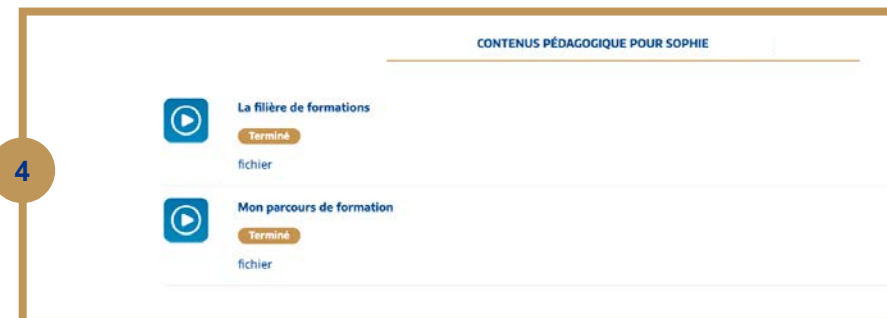 CONTENUS PÉDAGOGIQUE POUR SOPHIE
La filière de formations
Terminé
fichier
4
Mon parcours de formation
Terminé
fichier